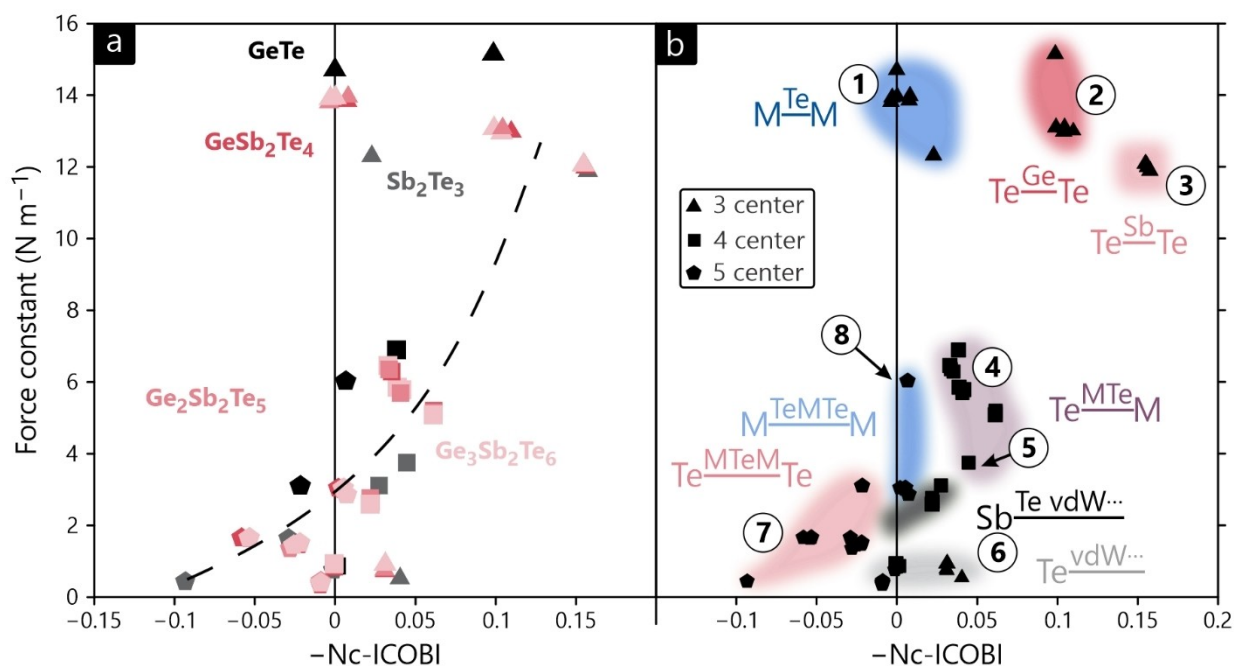 a
b
16
14
12
10
8
6
4
2
0
Force constant (N m⁻¹)
GeTe
GeSb₂Te₄
Sb₂Te₃
Ge₂Sb₂Te₅
Ge₃Sb₂Te₆
−0.15
−0.1
−0.05
0
0.05
0.1
0.15
−Nc-ICOBI
1
Te
M—M
2
Ge
Te—Te
3
Sb
Te—Te
3 center
4 center
5 center
8
4
TeMTe
M—M
MTe
Te—M
5
MTeM
Te—Te
Te vdW···
Sb
7
6
vdW···
Te
−0.1
−0.05
0
0.05
0.1
0.15
0.2
−Nc-ICOBI